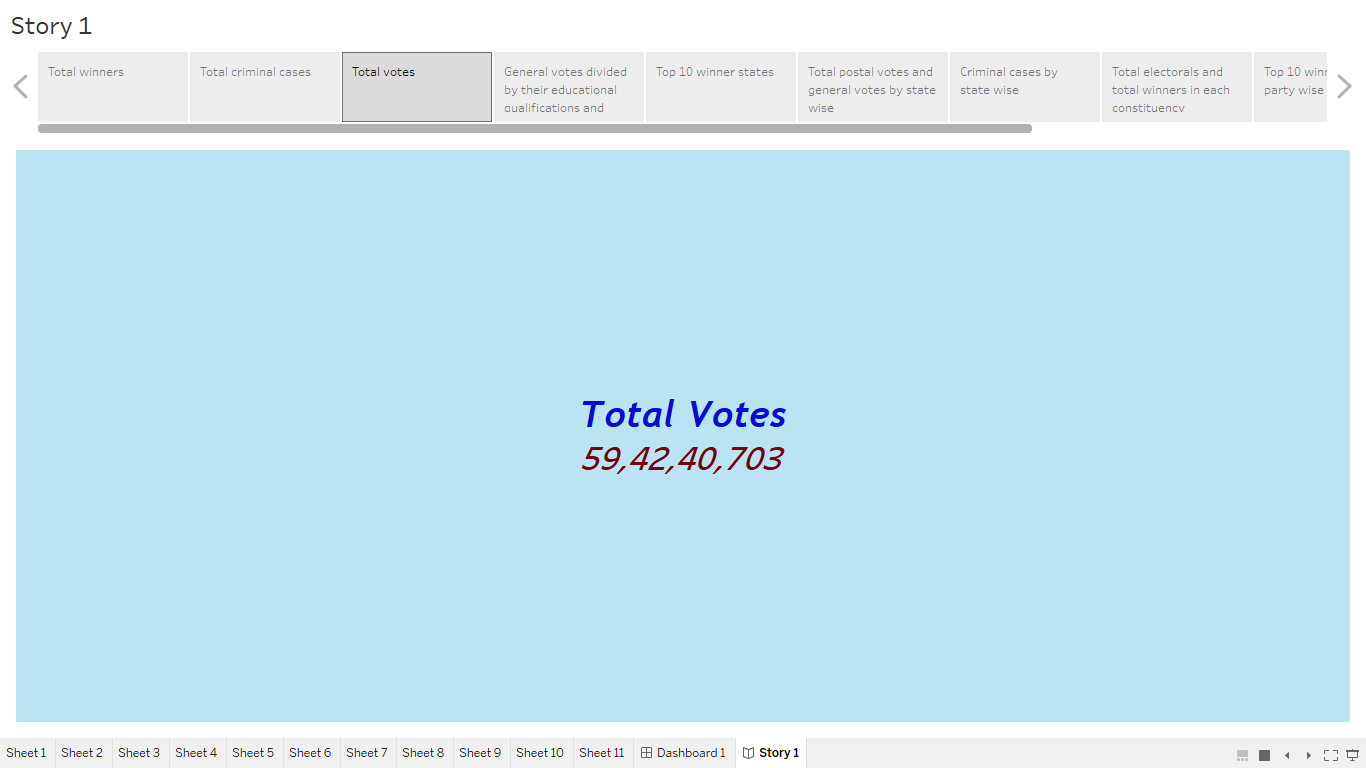 Story 1
Total winners
Total criminal cases
Total votes
General votes divided
by their educational
qualifications and
Top 10 winner states
Total postal votes and
general votes by state
wise
Criminal cases by
state wise
Total electorals and
total winners in each
constituency
Top 10
party wise
Total Votes
59,42,40,703
Sheet 1 Sheet 2 Sheet 3 Sheet 4 Sheet 5 Sheet 6 Sheet 7 Sheet 8 Sheet 9 Sheet 10 Sheet 11 Dashboard 1 Story 1